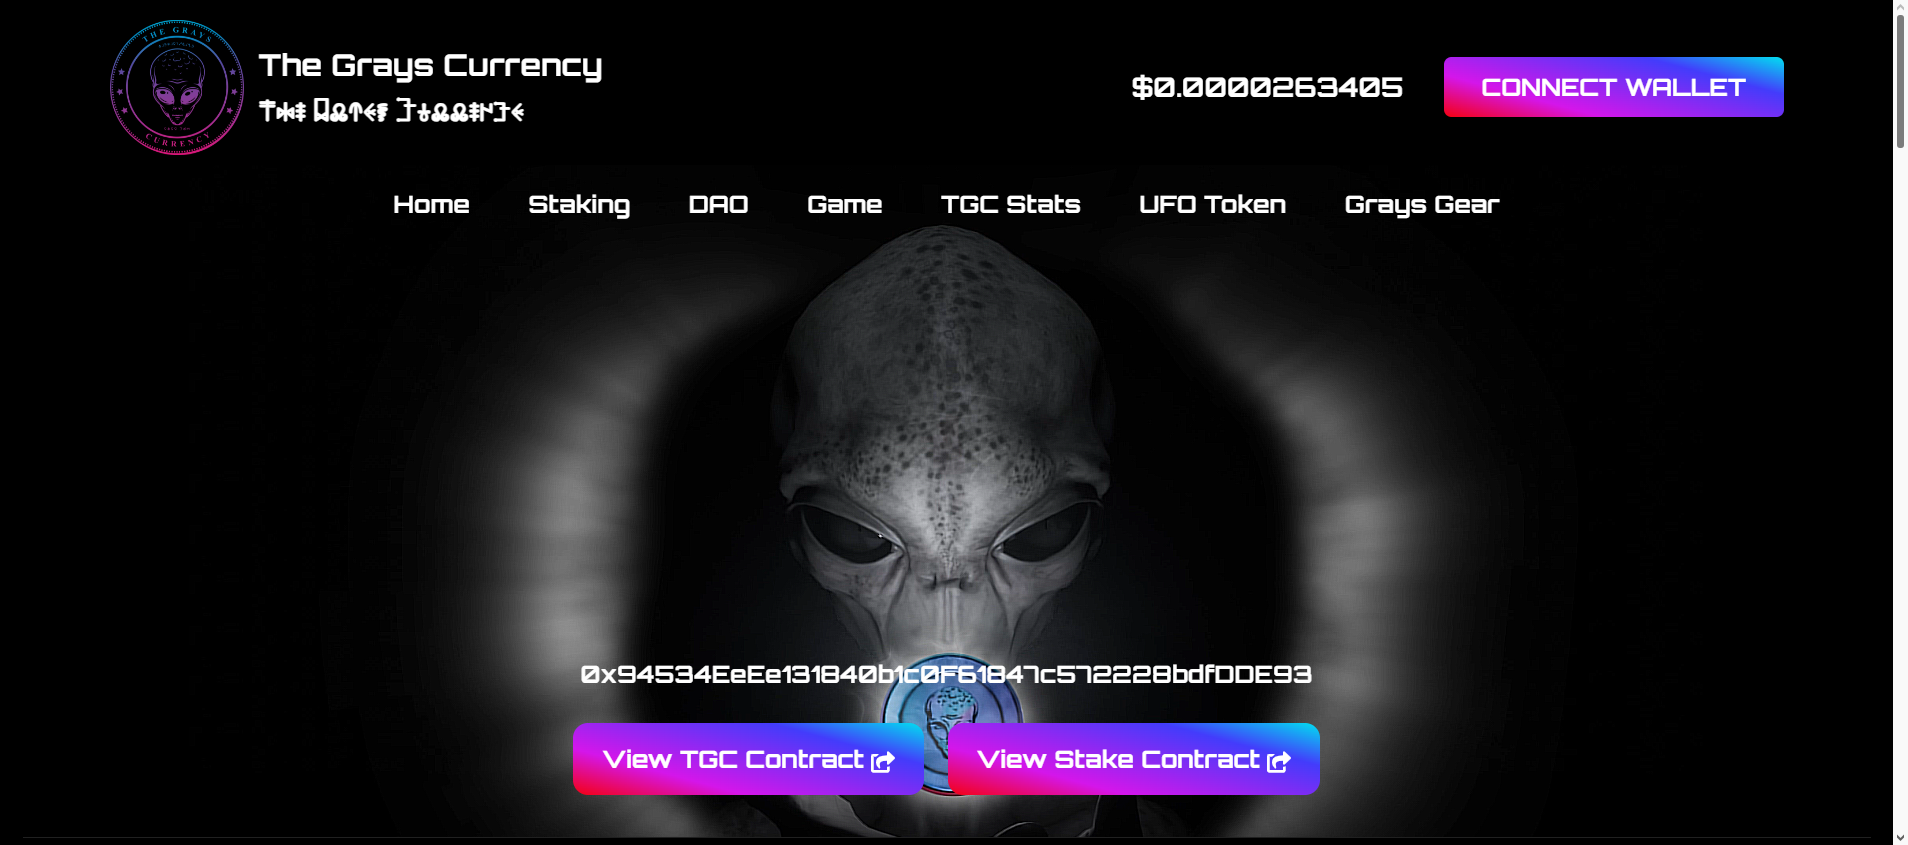 THE GRAYS
CURRENCY
The Grays Currency
$0.0000263405
CONNECT WALLET
Home
Staking
DAO
Game
TGC Stats
UFO Token
Grays Gear
0x94534EeEe131840b1c0F61847c572228bdfDDE93
View TGC Contract
View Stake Contract